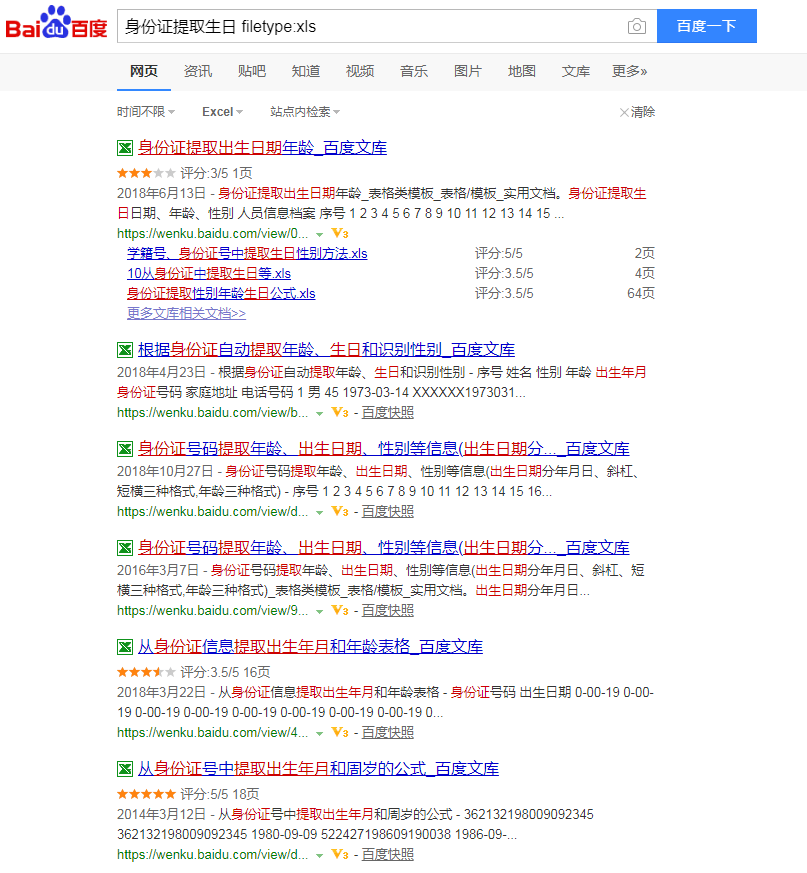 Bai du 百度 身份证提取生日 filetype:xls 百度一下
网页 资讯 贴吧 知道 视频 音乐 图片 地图 文库 更多»
时间不限 Excel 站点内检索 清除
身份证提取出生日期年龄_百度文库
评分:3/5 1页
2018年6月13日 - 身份证提取出生日期年龄_表格类模板_表格/模板_实用文档。身份证提取生
日日期、年龄、性别 人员信息档案 序号 1 2 3 4 5 6 7 8 9 10 11 12 13 14 15 ...
https://wenku.baidu.com/view/0... V3
学籍号、身份证号中提取生日性别方法.xls 评分:5/5 2页
10从身份证中提取生日等.xls 评分:3.5/5 4页
身份证提取性别年龄生日公式.xls 评分:3.5/5 64页
更多文库相关文档>>
根据身份证自动提取年龄、生日和识别性别_百度文库
2018年4月23日 - 根据身份证自动提取年龄、生日和识别性别 - 序号 姓名 性别 年龄 出生年月
身份证号码 家庭地址 电话号码 1 男 45 1973-03-14 XXXXXX1973031...
https://wenku.baidu.com/view/b... V3 - 百度快照
身份证号码提取年龄、出生日期、性别等信息(出生日期分..._百度文库
2018年10月27日 - 身份证号码提取年龄、出生日期、性别等信息(出生日期分年月日、斜杠、
短横三种格式,年龄三种格式) - 序号 1 2 3 4 5 6 7 8 9 10 11 12 13 14 15 16...
https://wenku.baidu.com/view/d... V3 - 百度快照
身份证号码提取年龄、出生日期、性别等信息(出生日期分..._百度文库
2016年3月7日 - 身份证号码提取年龄、出生日期、性别等信息(出生日期分年月日、斜杠、短
横三种格式,年龄三种格式)_表格类模板_表格/模板_实用文档。出生日期分年月日...
https://wenku.baidu.com/view/9... V3 - 百度快照
从身份证信息提取出生年月和年龄表格_百度文库
评分:3.5/5 16页
2018年3月22日 - 从身份证信息提取出生年月和年龄表格 - 身份证号码 出生日期 0-00-19 0-00-
19 0-00-19 0-00-19 0-00-19 0-00-19 0-00-19 0-00-19 0...
https://wenku.baidu.com/view/4... V3 - 百度快照
从身份证号中提取出生年月和周岁的公式_百度文库
评分:5/5 18页
2014年3月12日 - 从身份证号中提取出生年月和周岁的公式 - 362132198009092345
362132198009092345 1980-09-09 522427198609190038 1986-09-...
https://wenku.baidu.com/view/d... V3 - 百度快照